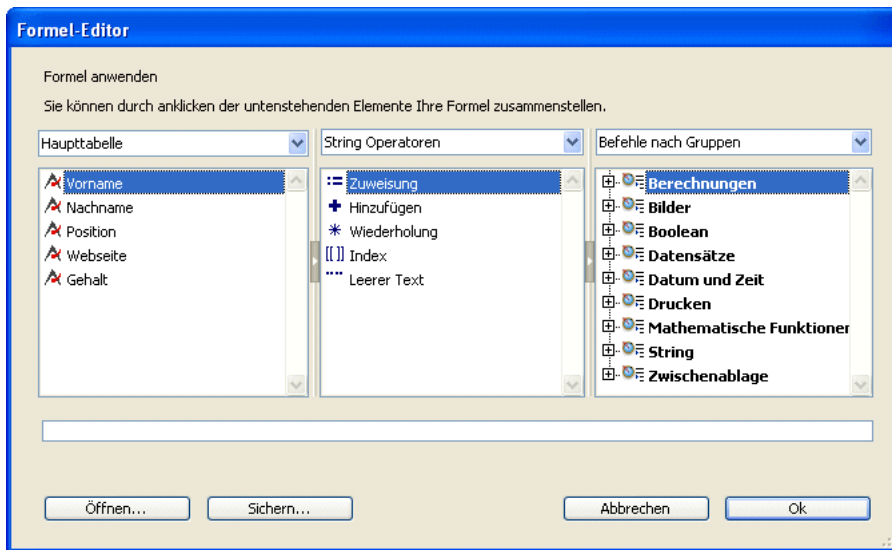 Formel-Editor
Formel anwenden
Sie können durch anklicken der untenstehenden Elemente Ihre Formel zusammenstellen.
Haupttabelle
Vorname
Nachname
Position
Webseite
Gehalt
String Operatoren
:= Zuweisung
+ Hinzufügen
* Wiederholung
[[ ]] Index
"" Leerer Text
Befehle nach Gruppen
Berechnungen
Bilder
Boolean
Datensätze
Datum und Zeit
Drucken
Mathematische Funktioner
String
Zwischenablage
Öffnen...
Sichern...
Abbrechen
Ok